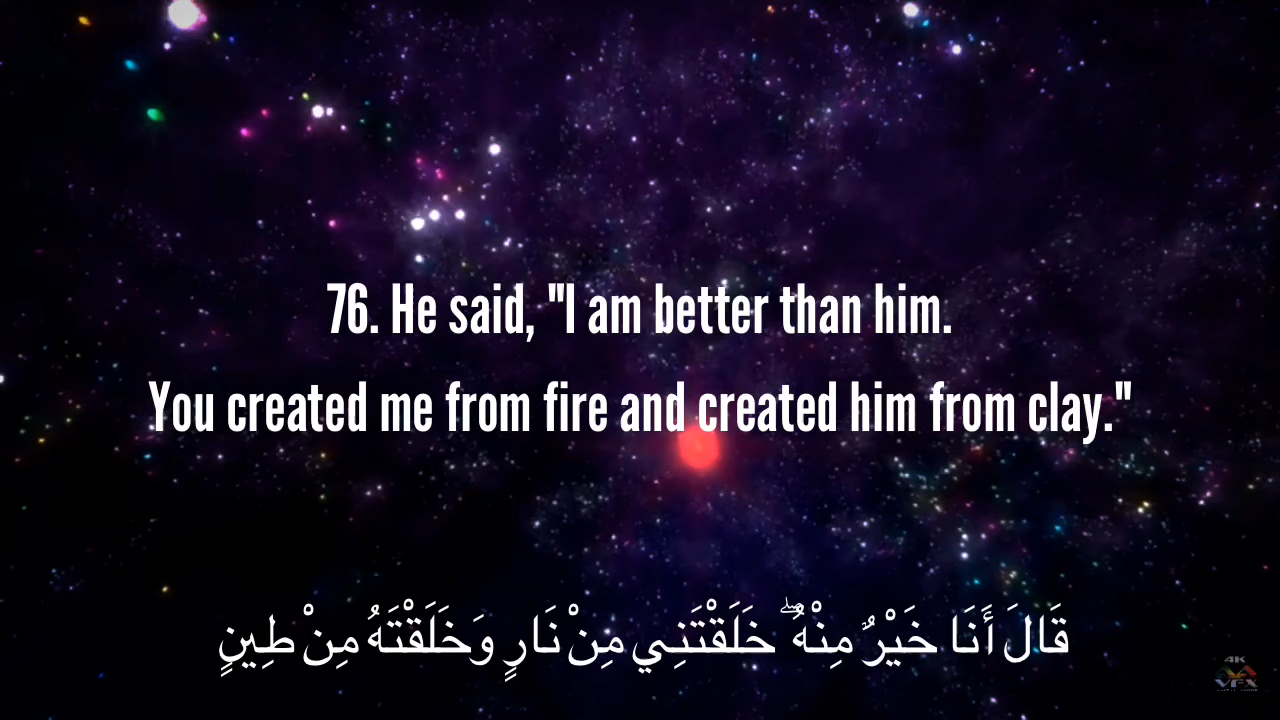 76. He said, "I am better than him.
You created me from fire and created him from clay."
قَالَ أَنَا خَيْرٌ مِنْهُ ۖ خَلَقْتَنِي مِنْ نَارٍ وَخَلَقْتَهُ مِنْ طِينٍ
4K
VFX